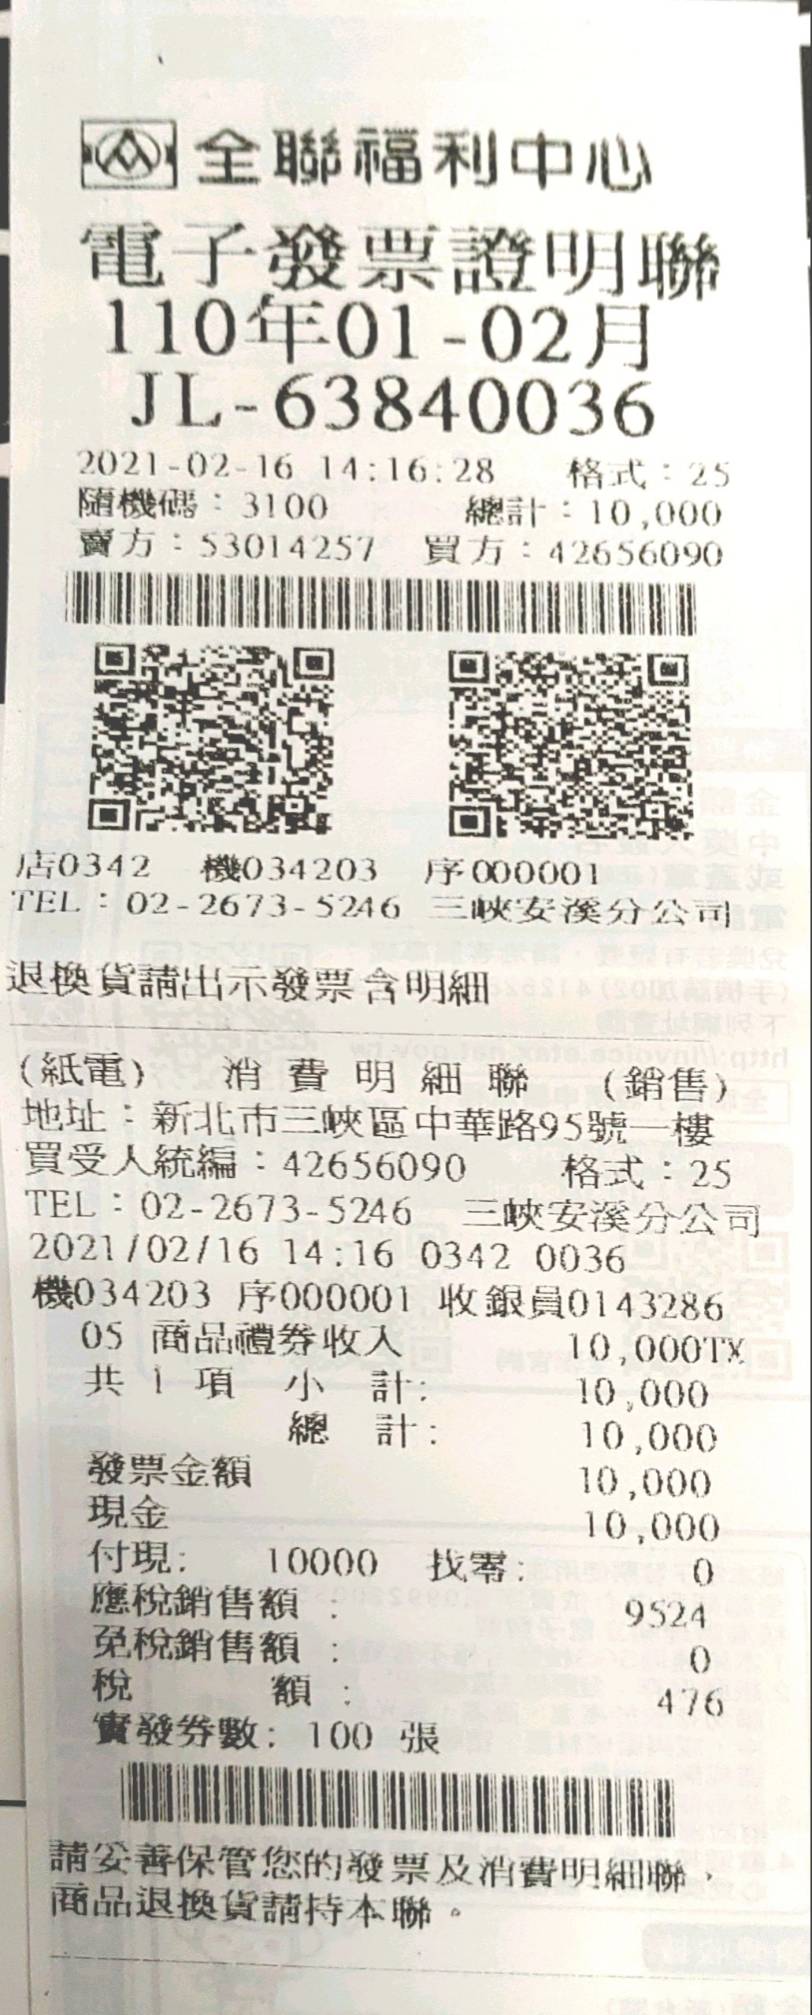 全聯福利中心
電子發票證明聯
110年01-02月
JL-63840036
2021-02-16 14:16:28 格式：25
隨機碼：3100 總計：10,000
賣方：53014257 買方：42656090
店0342 機034203 序000001
TEL：02-2673-5246 三峽安溪分公司
退換貨請出示發票含明細
(紙電) 消費明細聯 (銷售)
地址：新北市三峽區中華路95號一樓
買受人統編：42656090 格式：25
TEL：02-2673-5246 三峽安溪分公司
2021/02/16 14:16 0342 0036
機034203 序000001 收銀員0143286
05 商品禮券收入 10,000TX
共 1 項 小 計: 10,000
總 計: 10,000
發票金額 10,000
現金 10,000
付現: 10000 找零: 0
應稅銷售額： 9524
免稅銷售額： 0
稅 額： 476
實發券數: 100 張
請妥善保管您的發票及消費明細聯，
商品退換貨請持本聯。